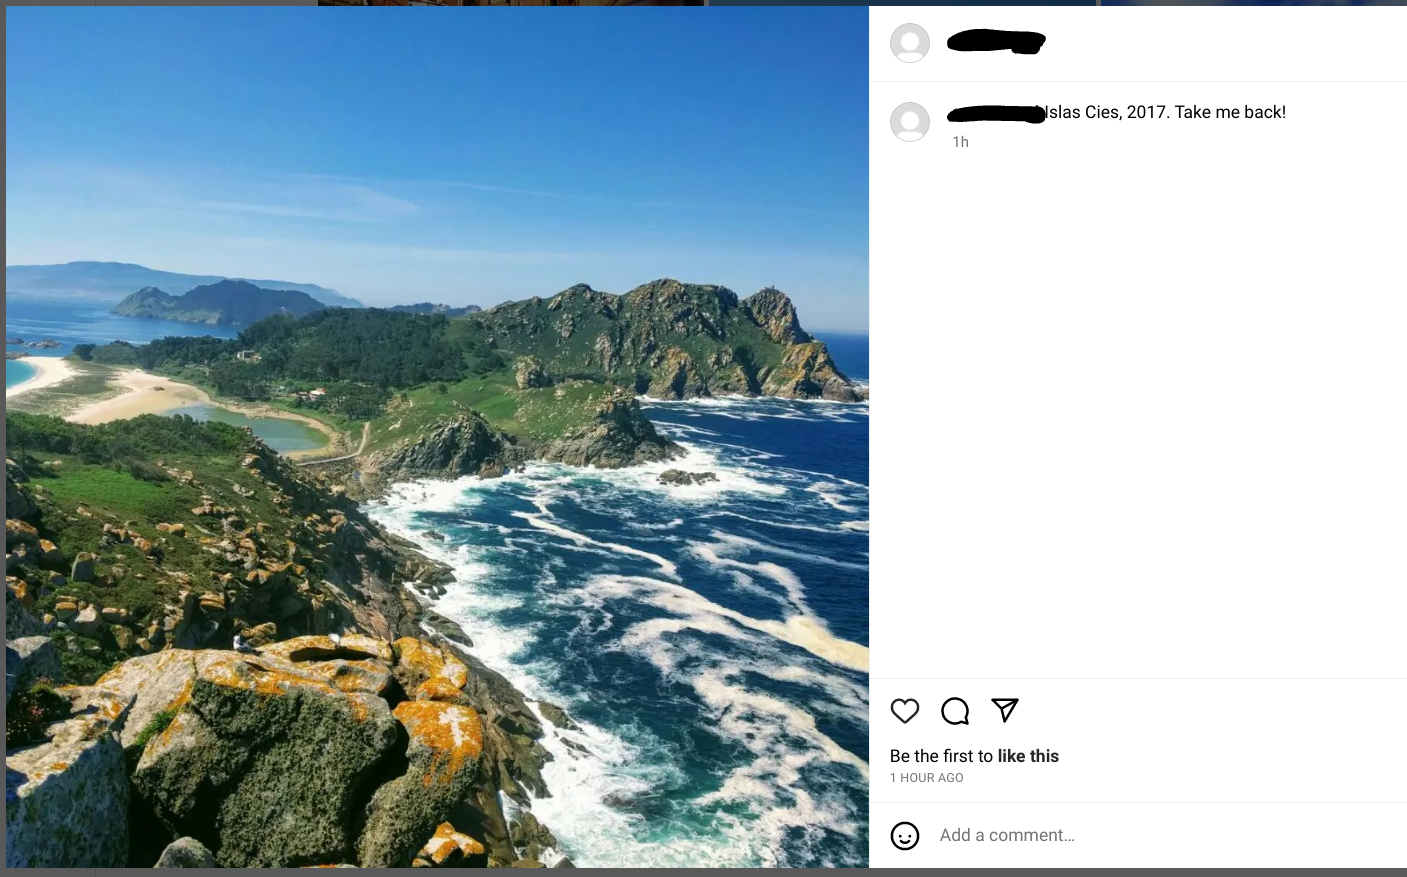 Islas Cies, 2017. Take me back!
1h
Be the first to like this
1 HOUR AGO
Add a comment...